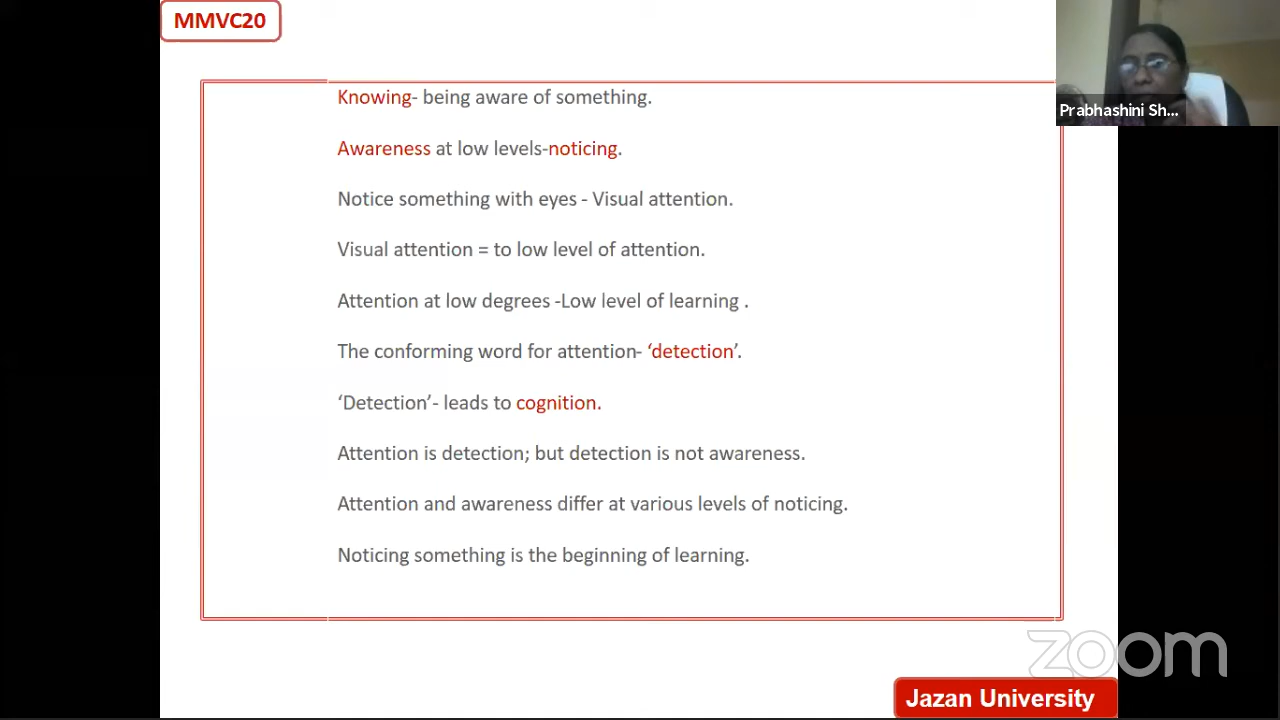 MMVC20
Knowing- being aware of something.
Awareness at low levels-noticing.
Notice something with eyes - Visual attention.
Visual attention = to low level of attention.
Attention at low degrees -Low level of learning .
The conforming word for attention- ‘detection’.
‘Detection’- leads to cognition.
Attention is detection; but detection is not awareness.
Attention and awareness differ at various levels of noticing.
Noticing something is the beginning of learning.
Prabhashini Sh...
zoom
Jazan University